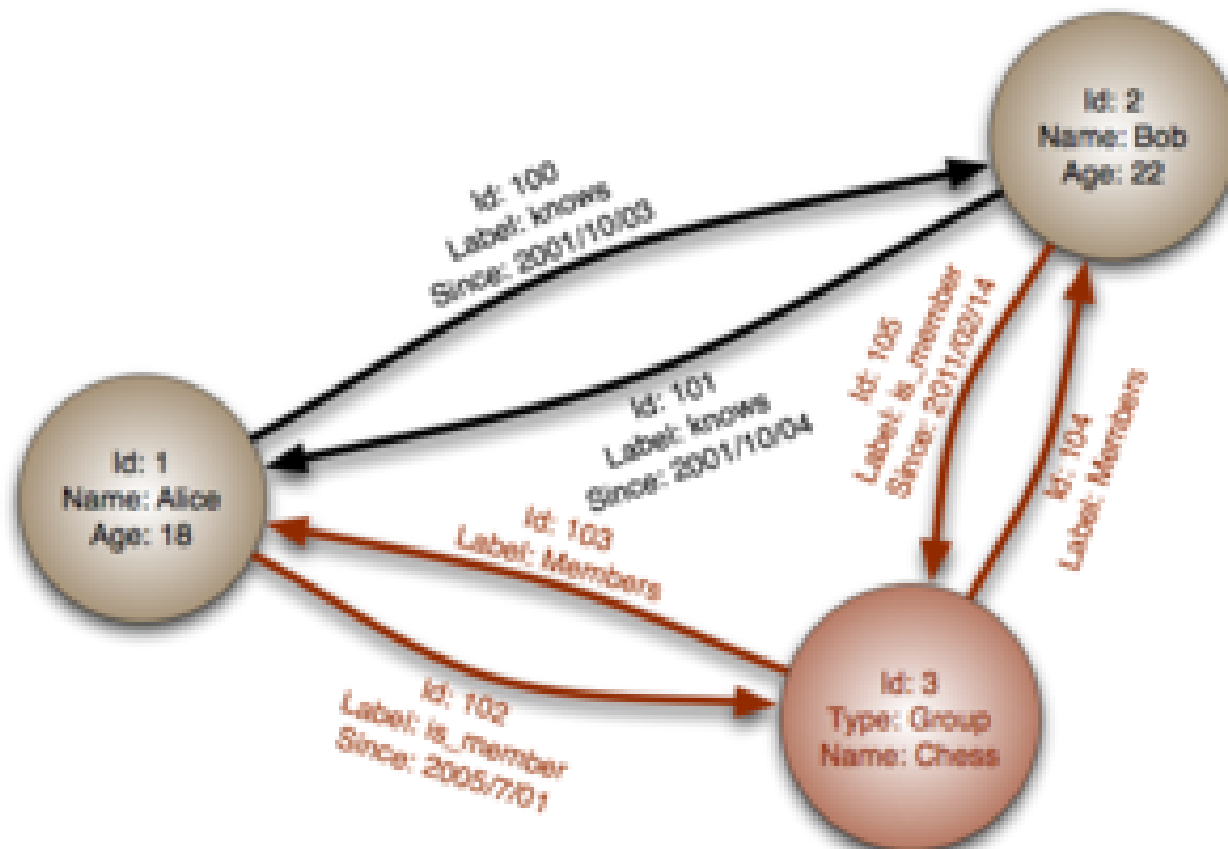 Id: 2
Name: Bob
Age: 22
Id: 100
Label: knows
Since: 2001/10/03
Id: 101
Label: knows
Since: 2001/10/04
Id: 105
Label: is_member
Since: 2011/02/14
Id: 104
Label: Members
Id: 1
Name: Alice
Age: 18
Id: 103
Label: Members
Id: 102
Label: is_member
Since: 2005/7/01
Id: 3
Type: Group
Name: Chess